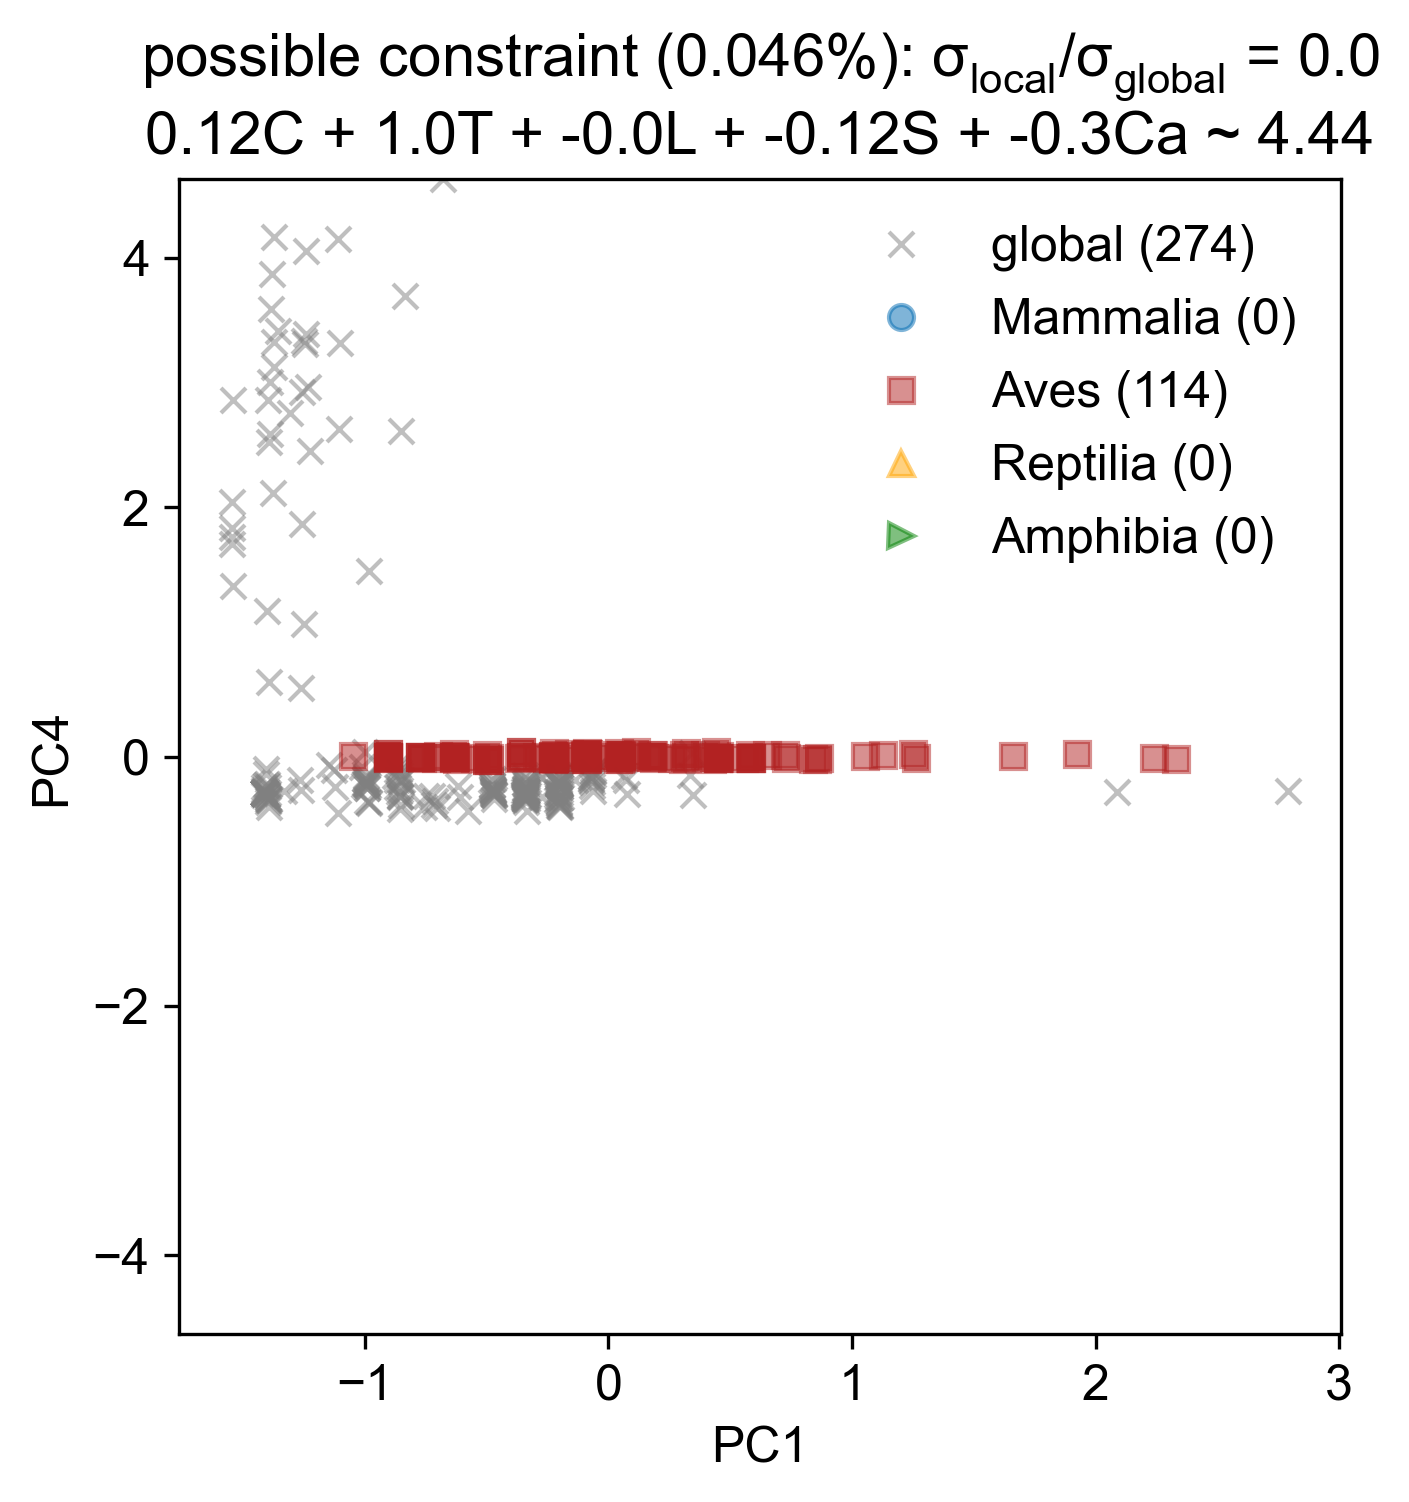 possible constraint (0.046%): σlocal/σglobal = 0.0
0.12C + 1.0T + -0.0L + -0.12S + -0.3Ca ~ 4.44
global (274)
Mammalia (0)
Aves (114)
Reptilia (0)
Amphibia (0)
4
2
0
−2
−4
PC4
−1
0
1
2
3
PC1